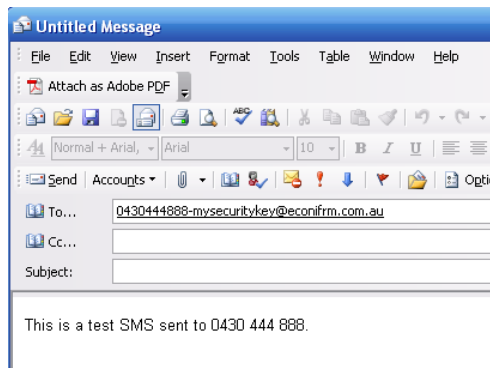 Untitled Message
File Edit View Insert Format Tools Table Window Help
Attach as Adobe PDF
Normal + Arial, Arial 10 B I U
Send Accounts Opti
To... 0430444888-mysecuritykey@econifrm.com.au
Cc...
Subject:
This is a test SMS sent to 0430 444 888.